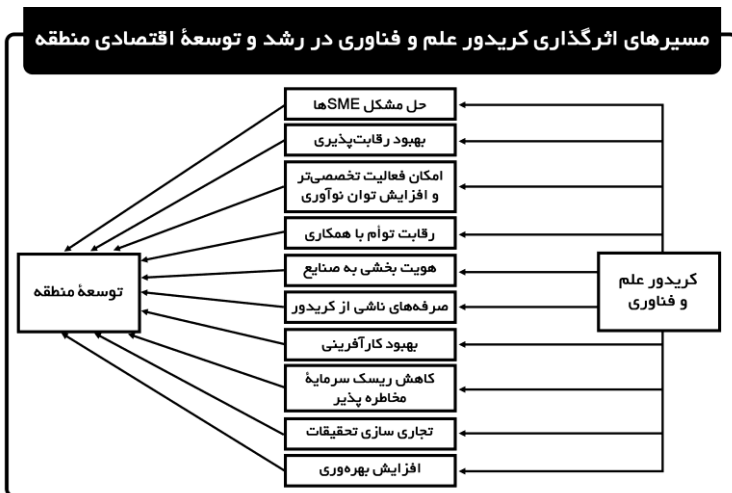 مسیرهای اثرگذاری کریدور علم و فناوری در رشد و توسعهٔ اقتصادی منطقه
کریدور علم
و فناوری
حل مشکل SMEها
بهبود رقابت‌پذیری
امکان فعالیت تخصصی‌تر
و افزایش توان نوآوری
رقابت توأم با همکاری
هویت بخشی به صنایع
صرفه‌های ناشی از کریدور
بهبود کارآفرینی
کاهش ریسک سرمایهٔ
مخاطره پذیر
تجاری سازی تحقیقات
افزایش بهره‌وری
توسعهٔ منطقه